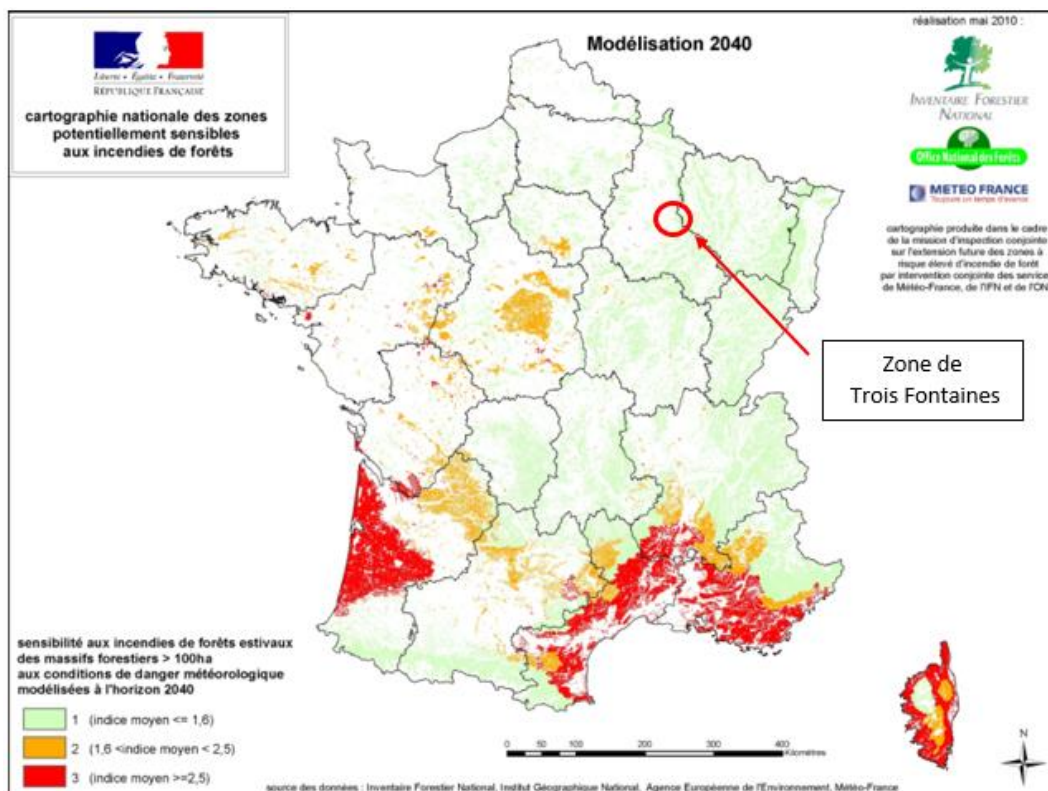 Liberté • Égalité • Fraternité
RÉPUBLIQUE FRANÇAISE
cartographie nationale des zones
potentiellement sensibles
aux incendies de forêts
Modélisation 2040
réalisation mai 2010 :
INVENTAIRE FORESTIER
NATIONAL
Office National des Forêts
METEO FRANCE
Toujours un temps d'avance
cartographie produite dans le cadre
de la mission d'inspection conjointe
sur l'extension future des zones à
risque élevé d'incendie de forêt
par intervention conjointe des service
de Météo-France, de l'IFN et de l'ON
Zone de
Trois Fontaines
sensibilité aux incendies de forêts estivaux
des massifs forestiers > 100ha
aux conditions de danger météorologique
modélisées à l'horizon 2040
1 (indice moyen <= 1,6)
2 (1,6 <indice moyen < 2,5)
3 (indice moyen >=2,5)
0 50 100 200 300 400
Kilomètres
N
source des données : Inventaire Forestier National, Institut Géographique National, Agence Européenne de l'Environnement, Météo-France